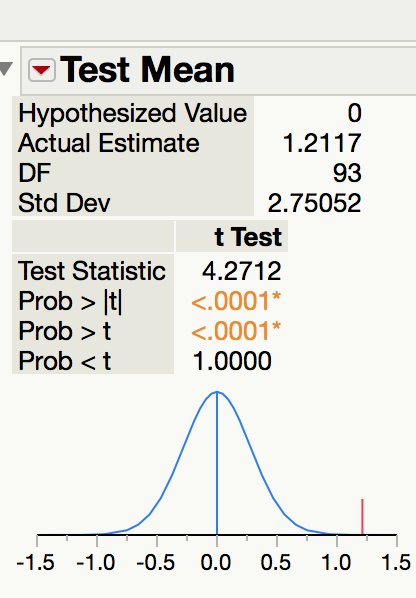 Test Mean
Hypothesized Value 0
Actual Estimate 1.2117
DF 93
Std Dev 2.75052
t Test
Test Statistic 4.2712
Prob > |t| <.0001*
Prob > t <.0001*
Prob < t 1.0000
-1.5 -1.0 -0.5 0.0 0.5 1.0 1.5